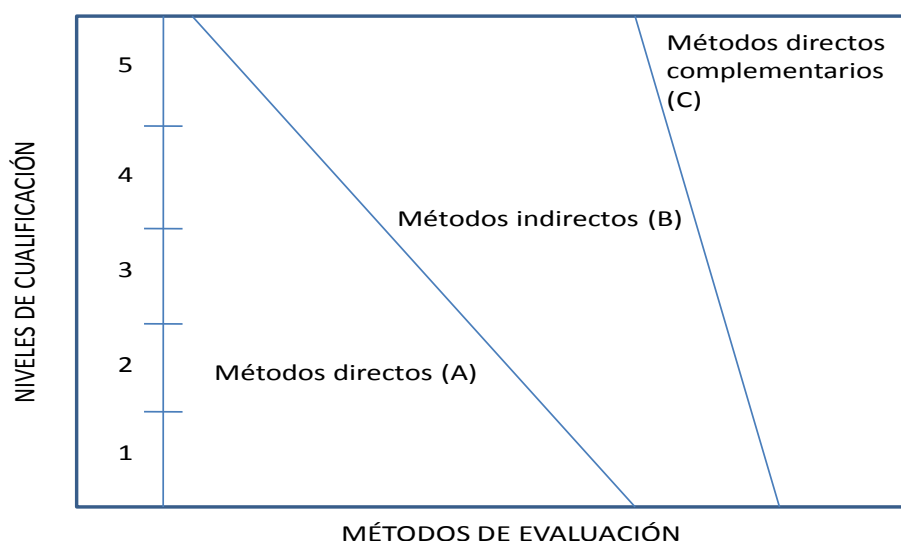 Métodos directos
complementarios
(C)
5
4
Métodos indirectos (B)
3
2
Métodos directos (A)
1
NIVELES DE CUALIFICACIÓN
MÉTODOS DE EVALUACIÓN